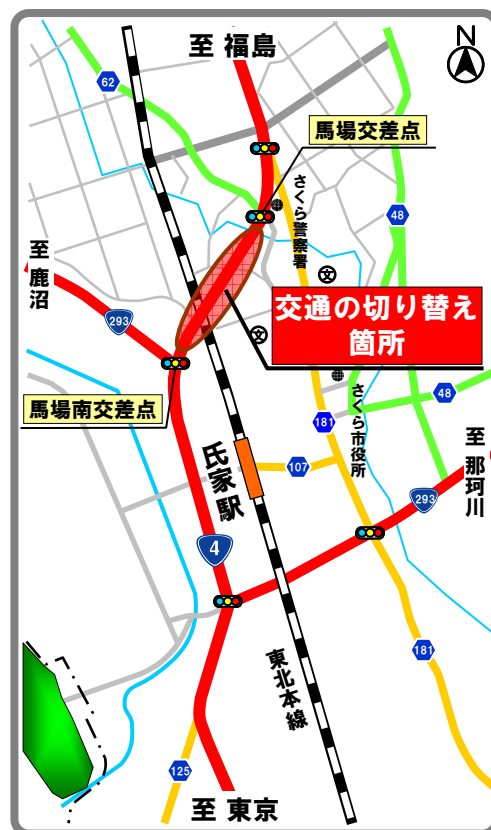 至 福島
N
62
馬場交差点
さくら警察署
48
至鹿沼
文
293
交通の切り替え
箇所
文
馬場南交差点
181
さくら市役所
48
至那珂川
氏家駅
107
293
4
181
東北本線
125
至 東京